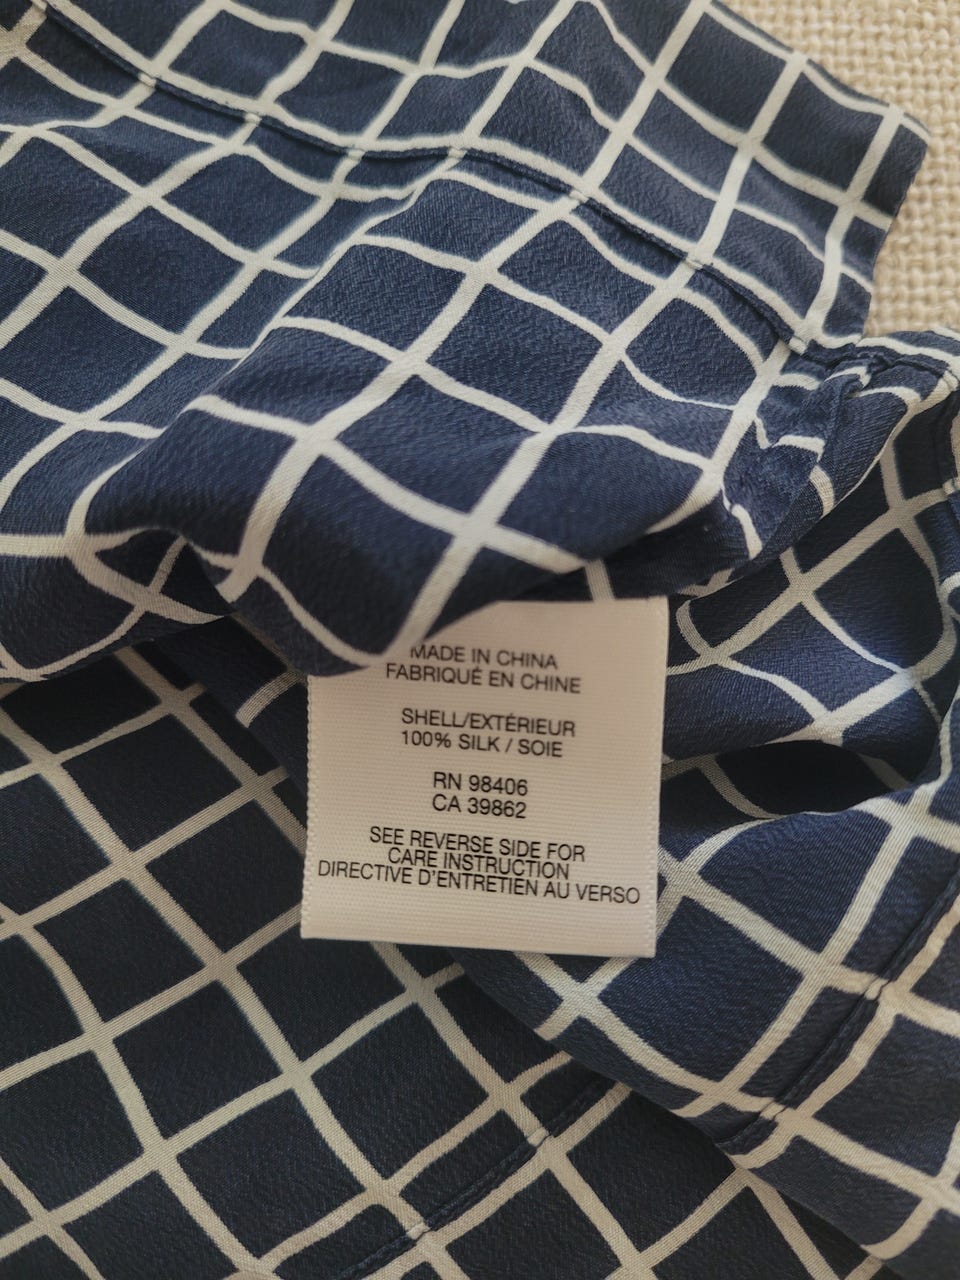 MADE IN CHINA
FABRIQUÉ EN CHINE
SHELL/EXTÉRIEUR
100% SILK / SOIE
RN 98406
CA 39862
SEE REVERSE SIDE FOR
CARE INSTRUCTION
DIRECTIVE D'ENTRETIEN AU VERSO